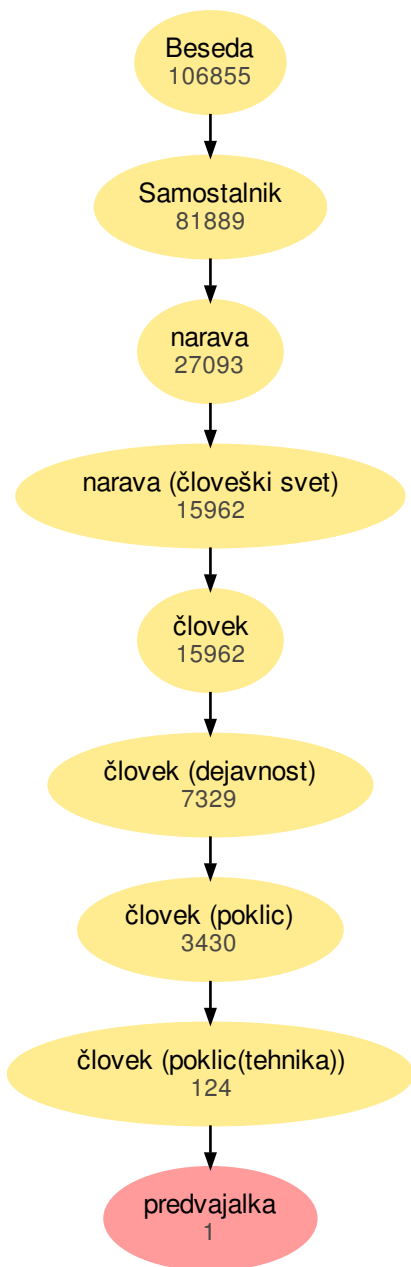 Beseda
106855
Samostalnik
81889
narava
27093
narava (človeški svet)
15962
človek
15962
človek (dejavnost)
7329
človek (poklic)
3430
človek (poklic(tehnika))
124
predvajalka
1